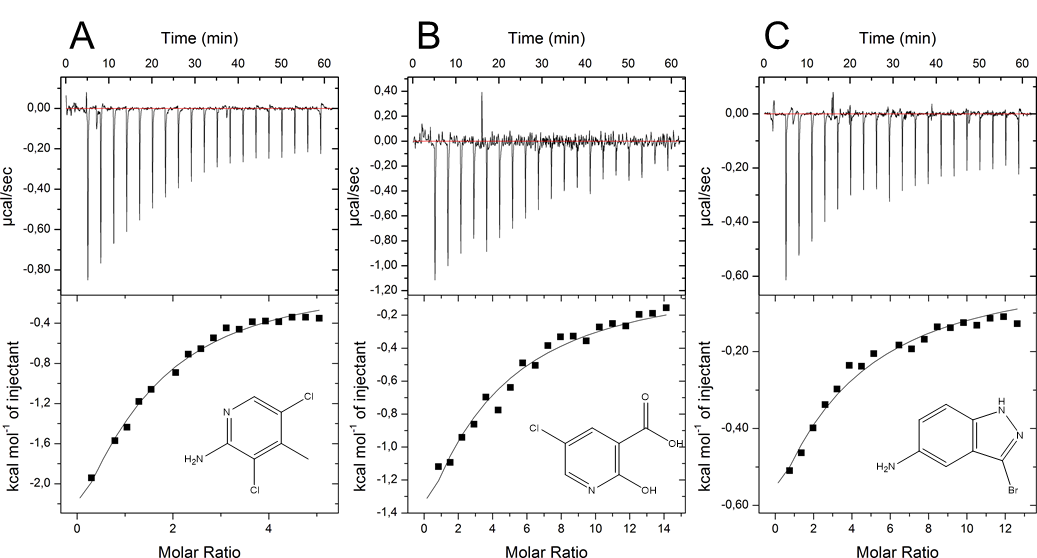 A
Time (min)
0 10 20 30 40 50 60
0,00
-0,20
-0,40
-0,60
-0,80
µcal/sec
-0,4
-0,8
-1,2
-1,6
-2,0
kcal mol⁻¹ of injectant
N
Cl
H₂N
Cl
0 2 4
Molar Ratio
B
Time (min)
0 10 20 30 40 50 60
0,40
0,20
0,00
-0,20
-0,40
-0,60
-0,80
-1,00
-1,20
µcal/sec
-0,2
-0,4
-0,6
-0,8
-1,0
-1,2
-1,4
kcal mol⁻¹ of injectant
O
Cl
OH
N
OH
0 2 4 6 8 10 12 14
Molar Ratio
C
Time (min)
0 10 20 30 40 50 60
0,00
-0,20
-0,40
-0,60
µcal/sec
-0,20
-0,40
-0,60
kcal mol⁻¹ of injectant
H
N
N
H₂N
Br
0 2 4 6 8 10 12
Molar Ratio